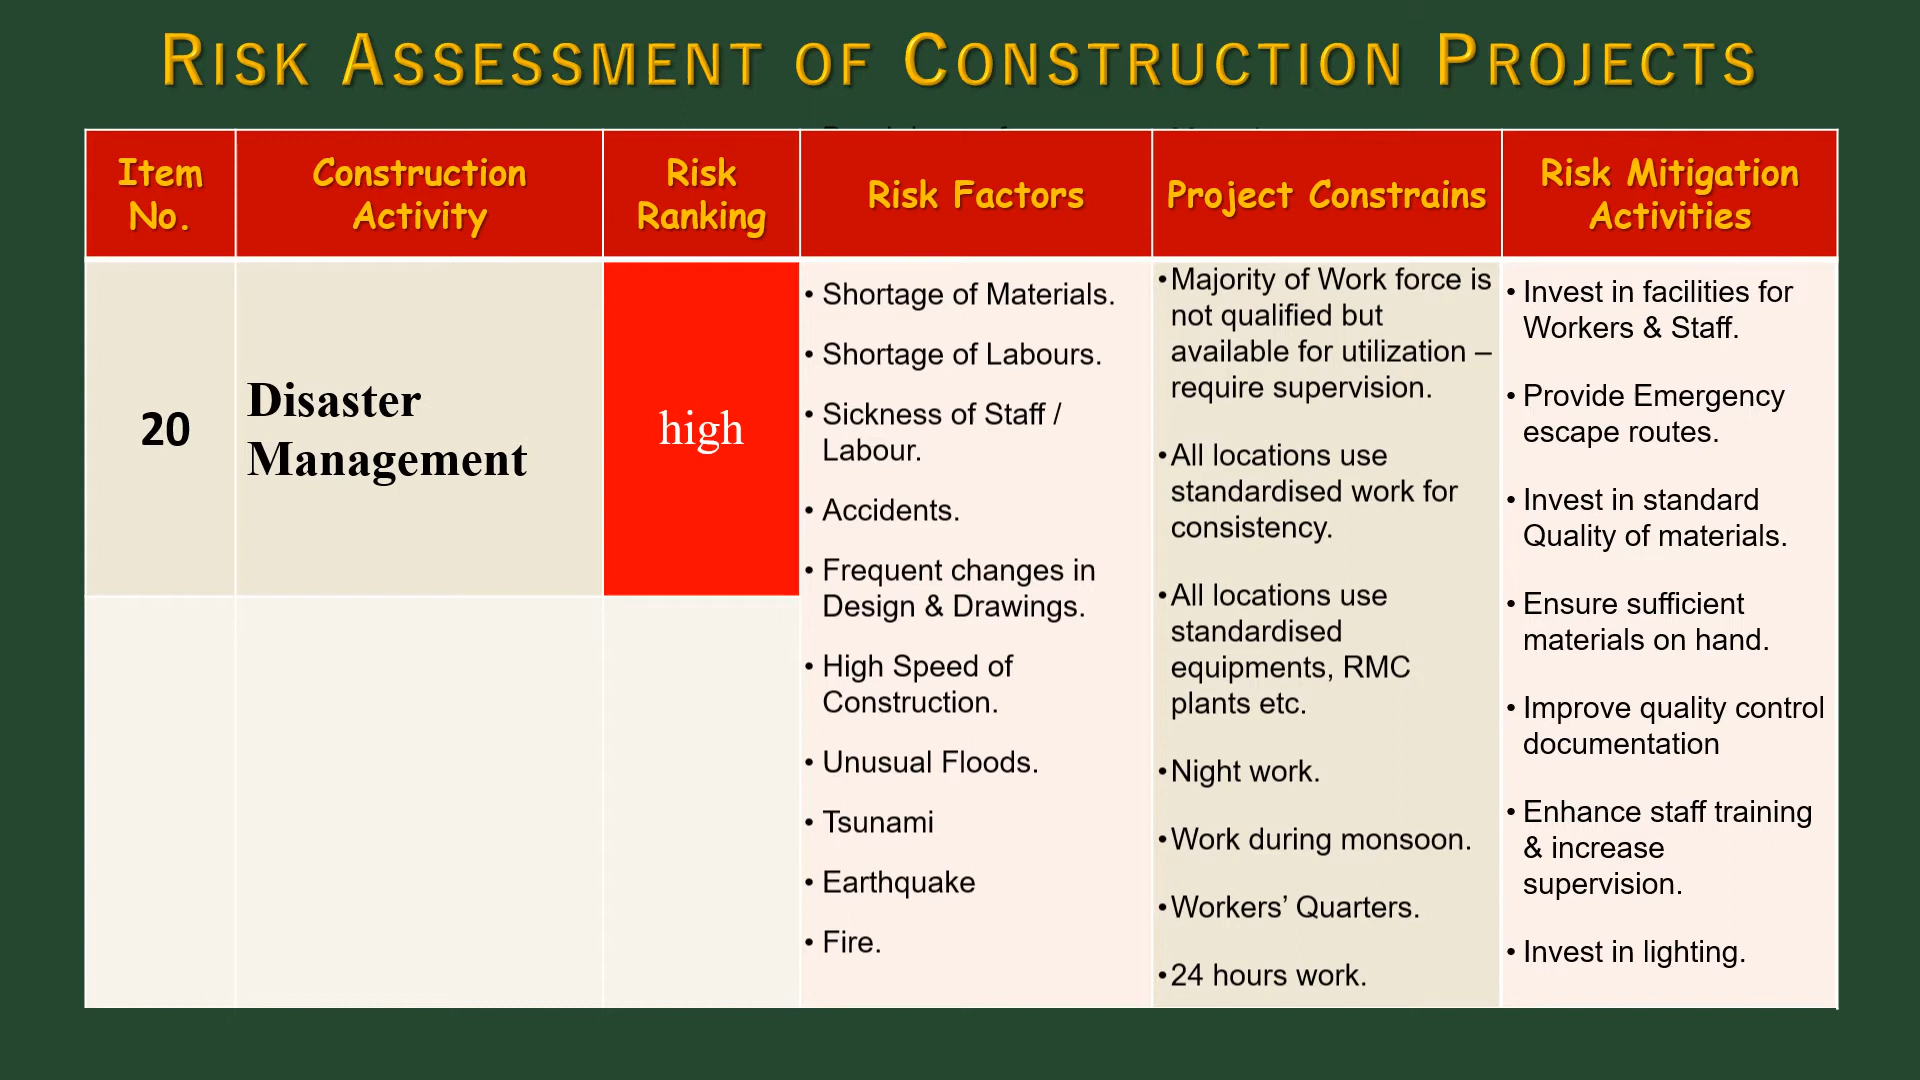 RISK ASSESSMENT OF CONSTRUCTION PROJECTS
Item
No.
Construction
Activity
Risk
Ranking
Risk Factors
Project Constrains
Risk Mitigation
Activities
20
Disaster
Management
high
• Shortage of Materials.
• Shortage of Labours.
• Sickness of Staff /
Labour.
• Accidents.
• Frequent changes in
Design & Drawings.
• High Speed of
Construction.
• Unusual Floods.
• Tsunami
• Earthquake
• Fire.
•Majority of Work force is
not qualified but
available for utilization –
require supervision.
•All locations use
standardised work for
consistency.
•All locations use
standardised
equipments, RMC
plants etc.
•Night work.
•Work during monsoon.
•Workers’ Quarters.
•24 hours work.
• Invest in facilities for
Workers & Staff.
• Provide Emergency
escape routes.
• Invest in standard
Quality of materials.
• Ensure sufficient
materials on hand.
• Improve quality control
documentation
• Enhance staff training
& increase
supervision.
• Invest in lighting.